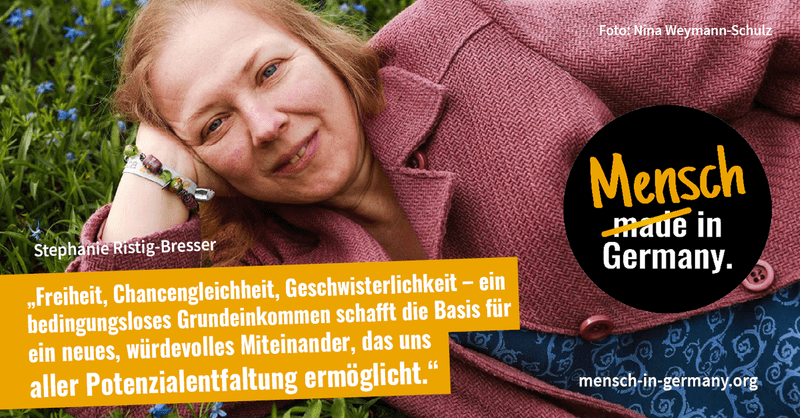 Foto: Nina Weymann-Schulz
Mensch
made in
Germany.
Stephanie Ristig-Bresser
„Freiheit, Chancengleichheit, Geschwisterlichkeit – ein
bedingungsloses Grundeinkommen schafft die Basis für
ein neues, würdevolles Miteinander, das uns
aller Potenzialentfaltung ermöglicht.“
mensch-in-germany.org